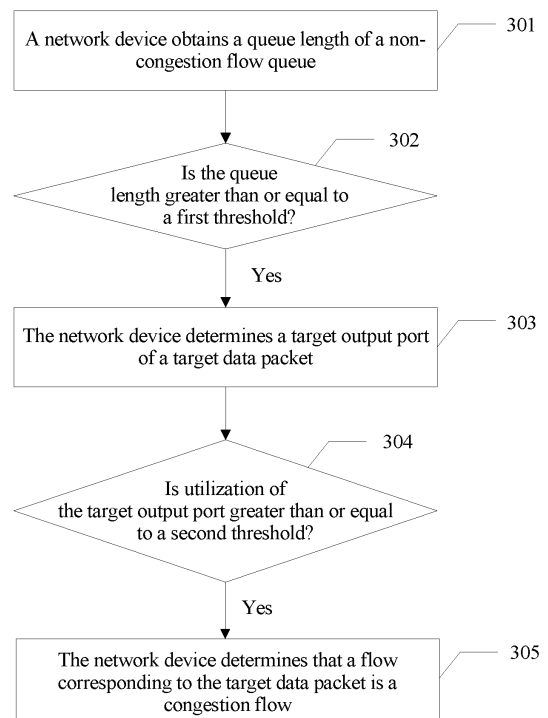 A network device obtains a queue length of a non-
congestion flow queue
301
302
Is the queue
length greater than or equal to
a first threshold?
Yes
The network device determines a target output port
of a target data packet
303
304
Is utilization of
the target output port greater than or equal
to a second threshold?
Yes
The network device determines that a flow
corresponding to the target data packet is a
congestion flow
305